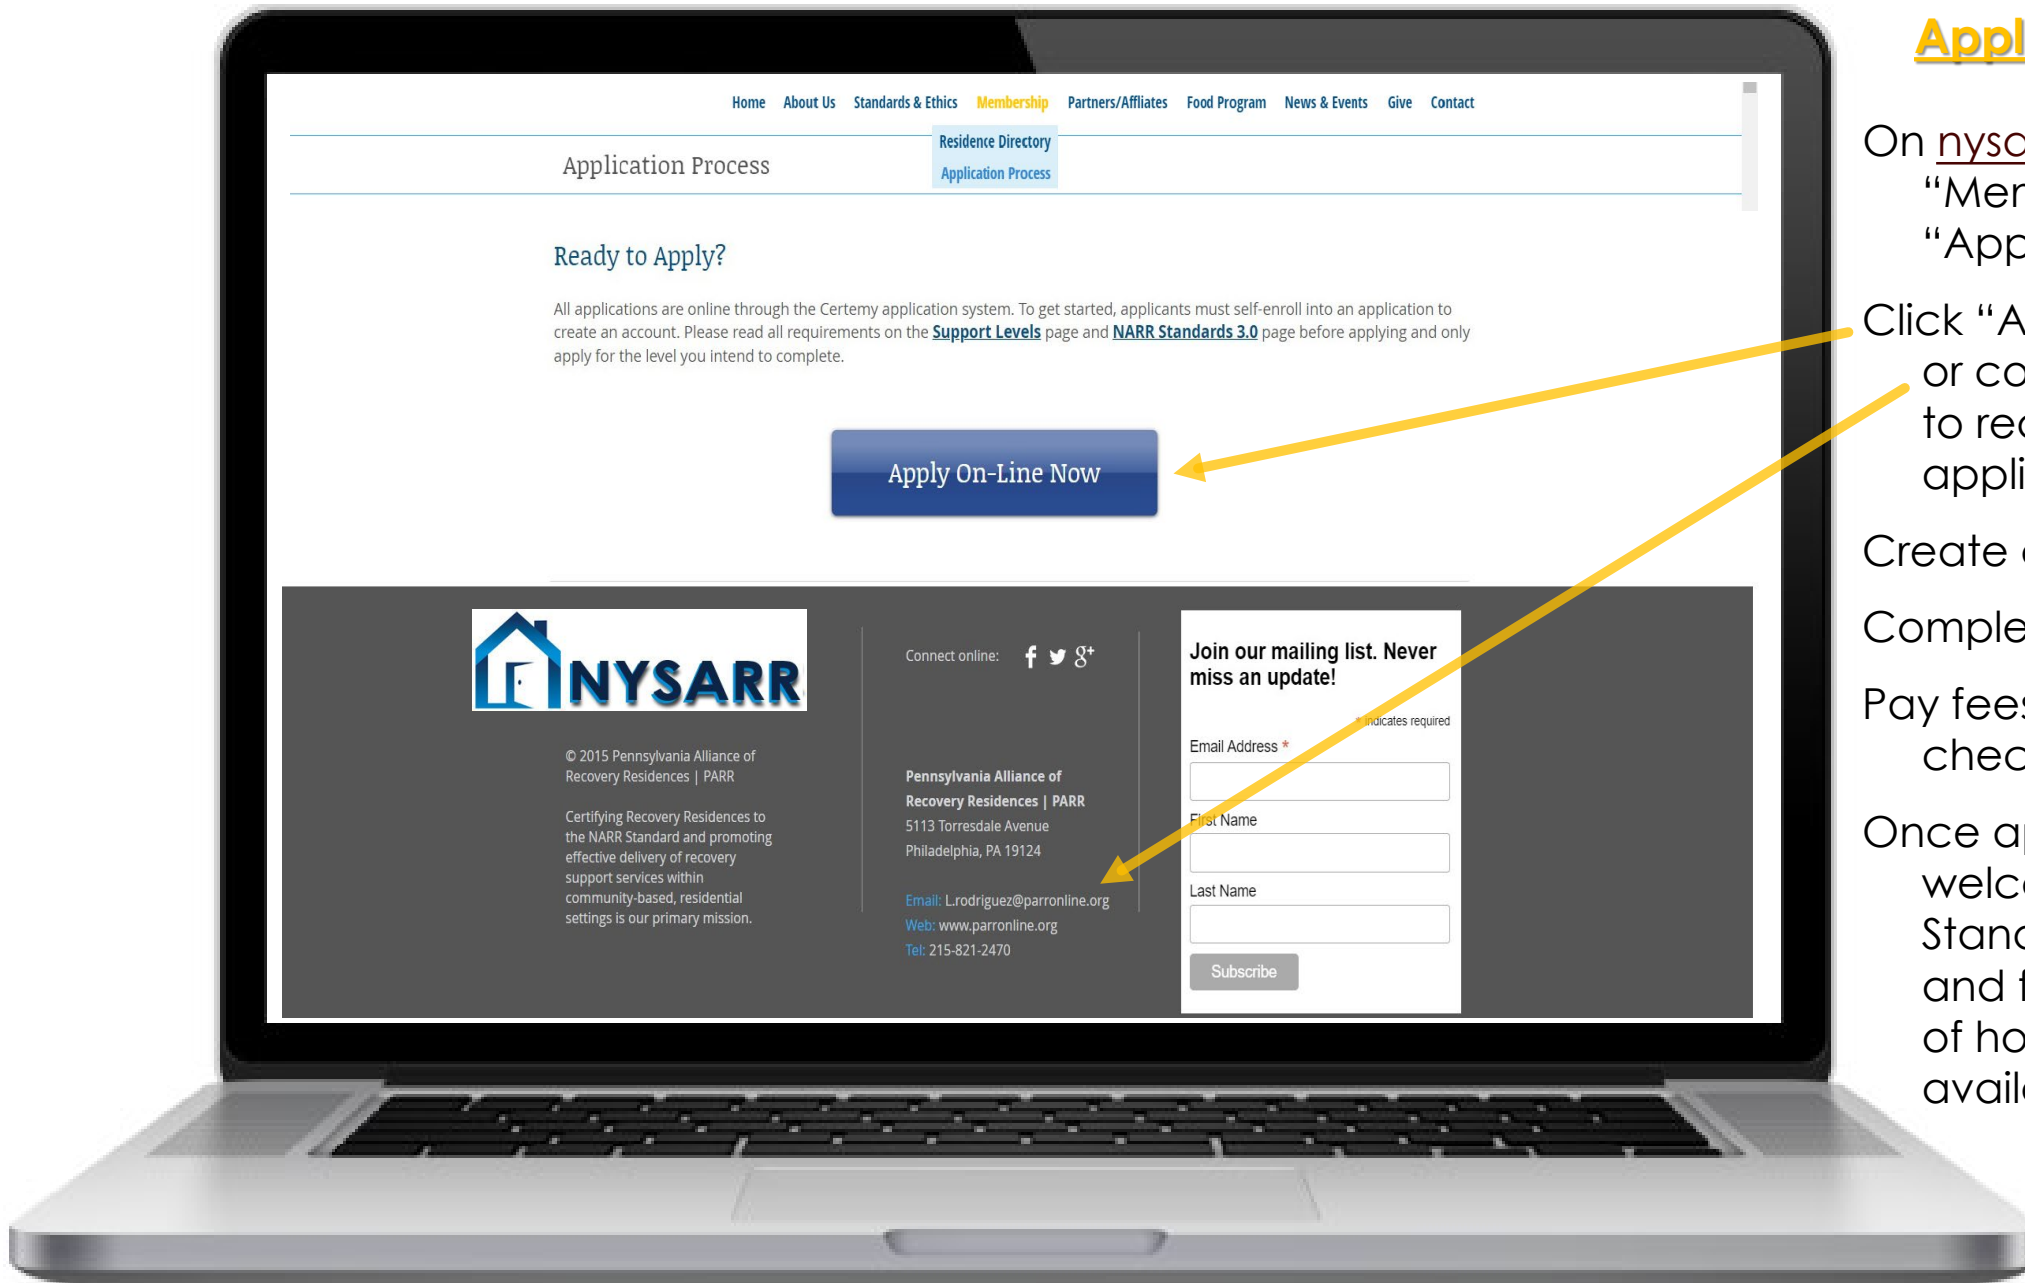 Home About Us Standards & Ethics Membership Partners/Affliates Food Program News & Events Give Contact
Residence Directory
Application Process
Application Process
Ready to Apply?
All applications are online through the Certemy application system. To get started, applicants must self-enroll into an application to
create an account. Please read all requirements on the Support Levels page and NARR Standards 3.0 page before applying and only
apply for the level you intend to complete.
Apply On-Line Now
NYSARR
© 2015 Pennsylvania Alliance of
Recovery Residences | PARR
Certifying Recovery Residences to
the NARR Standard and promoting
effective delivery of recovery
support services within
community-based, residential
settings is our primary mission.
Connect online: f g+
Pennsylvania Alliance of
Recovery Residences | PARR
5113 Torresdale Avenue
Philadelphia, PA 19124
Email: L.rodriguez@parronline.org
Web: www.parronline.org
Tel: 215-821-2470
Join our mailing list. Never
miss an update!
* indicates required
Email Address *
First Name
Last Name
Subscribe
Appl
On nysa
"Mem
"App
Click "A
or co
to rec
appli
Create
Comple
Pay fees
chec
Once ap
welco
Stand
and f
of ho
avail